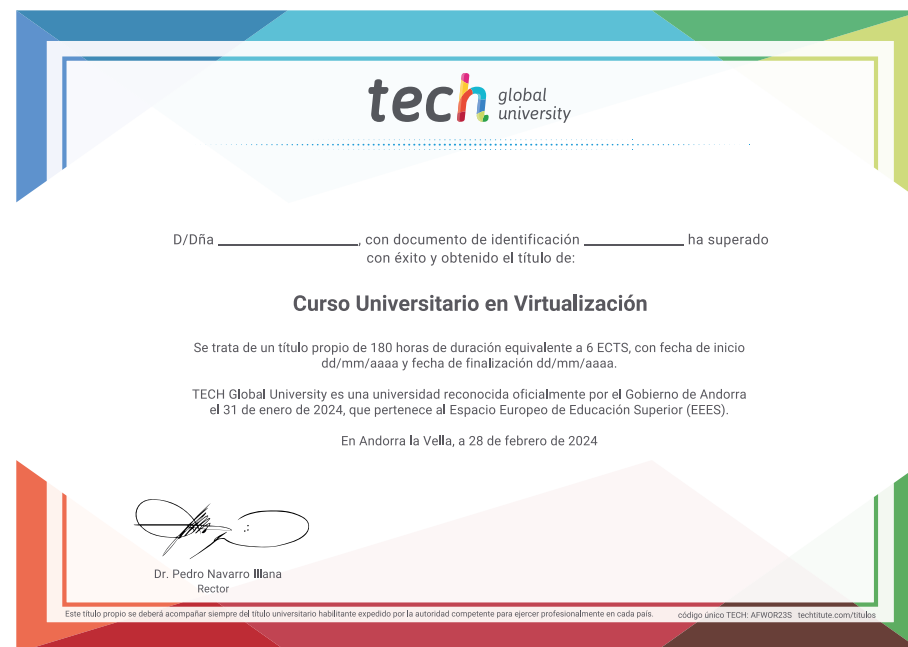 tech global university
D/Dña ____________________, con documento de identificación ______________ ha superado
con éxito y obtenido el título de:
Curso Universitario en Virtualización
Se trata de un título propio de 180 horas de duración equivalente a 6 ECTS, con fecha de inicio
dd/mm/aaaa y fecha de finalización dd/mm/aaaa.
TECH Global University es una universidad reconocida oficialmente por el Gobierno de Andorra
el 31 de enero de 2024, que pertenece al Espacio Europeo de Educación Superior (EEES).
En Andorra la Vella, a 28 de febrero de 2024
Dr. Pedro Navarro Illana
Rector
Este título propio se deberá acompañar siempre del título universitario habilitante expedido por la autoridad competente para ejercer profesionalmente en cada país. código único TECH: AFWOR23S techtitute.com/titulos